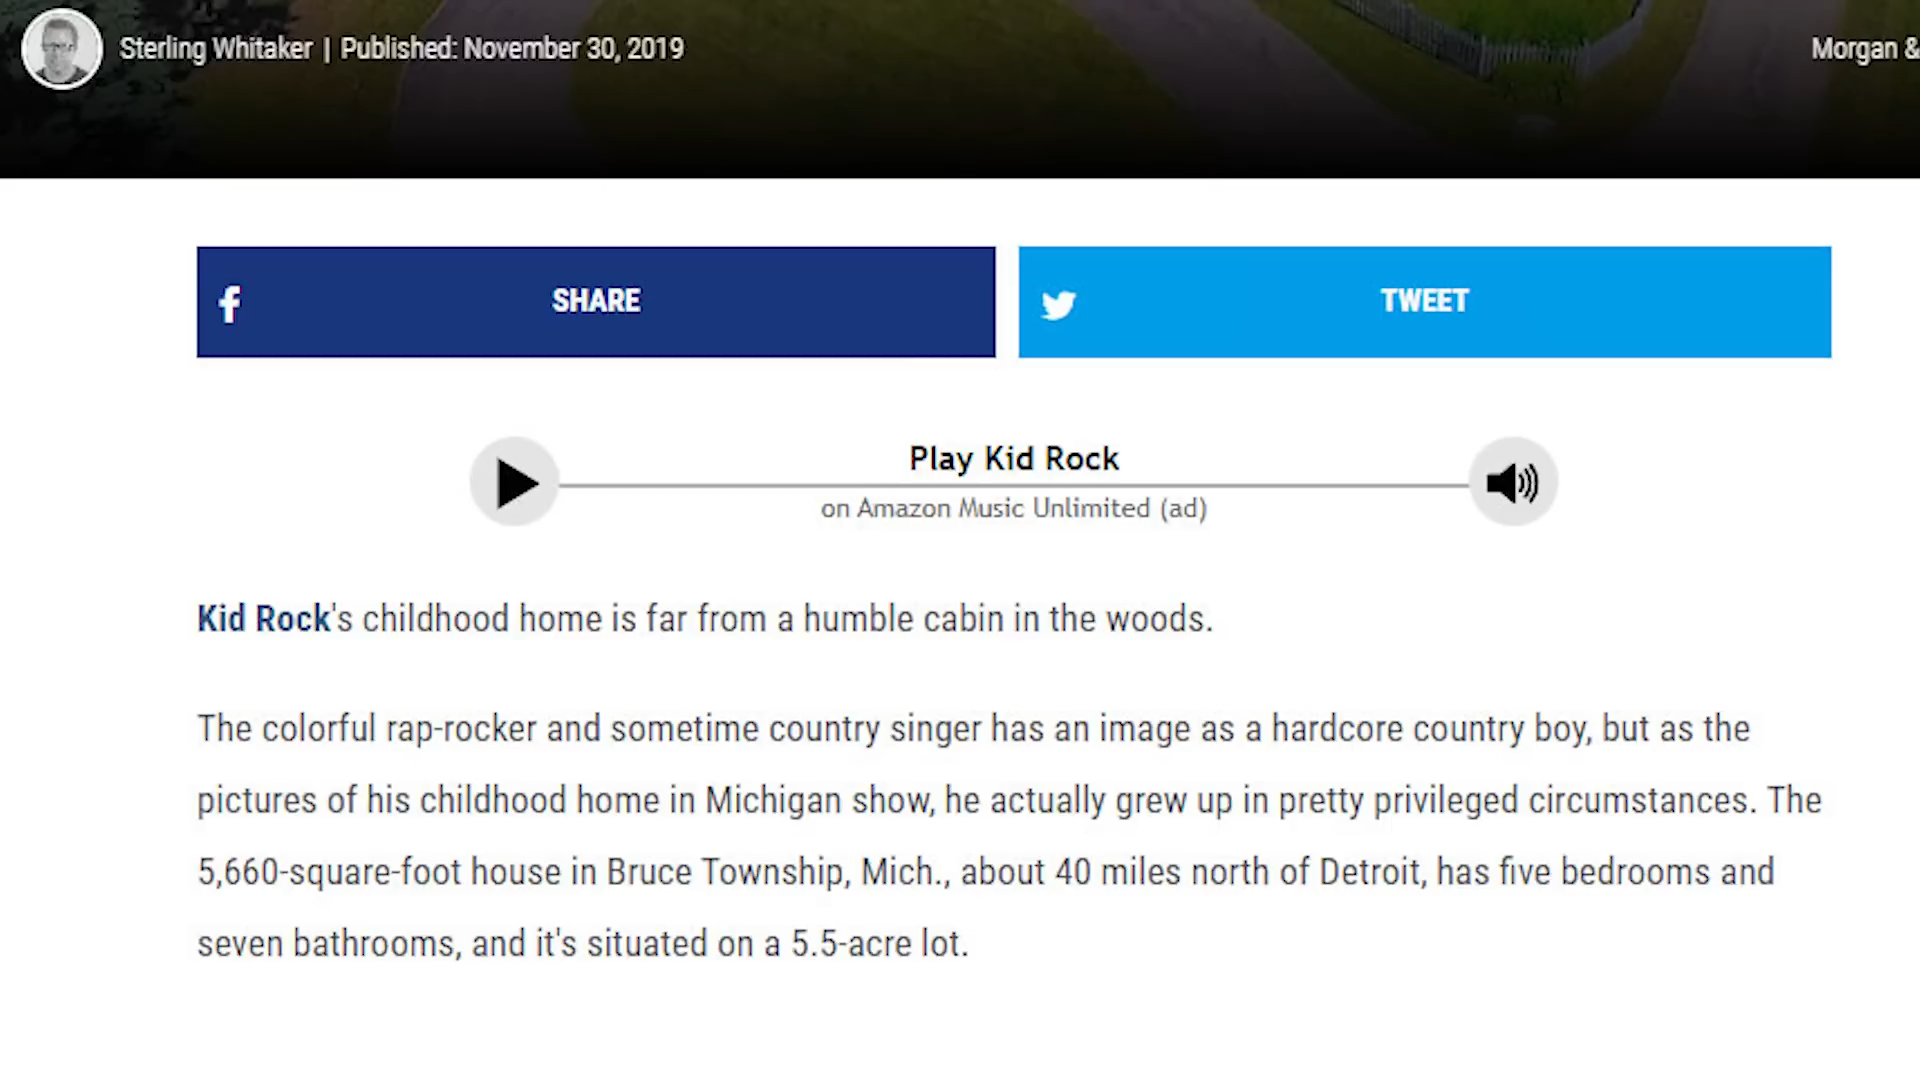 Sterling Whitaker | Published: November 30, 2019
Morgan &
f SHARE
TWEET
Play Kid Rock
on Amazon Music Unlimited (ad)
Kid Rock's childhood home is far from a humble cabin in the woods.
The colorful rap-rocker and sometime country singer has an image as a hardcore country boy, but as the
pictures of his childhood home in Michigan show, he actually grew up in pretty privileged circumstances. The
5,660-square-foot house in Bruce Township, Mich., about 40 miles north of Detroit, has five bedrooms and
seven bathrooms, and it's situated on a 5.5-acre lot.